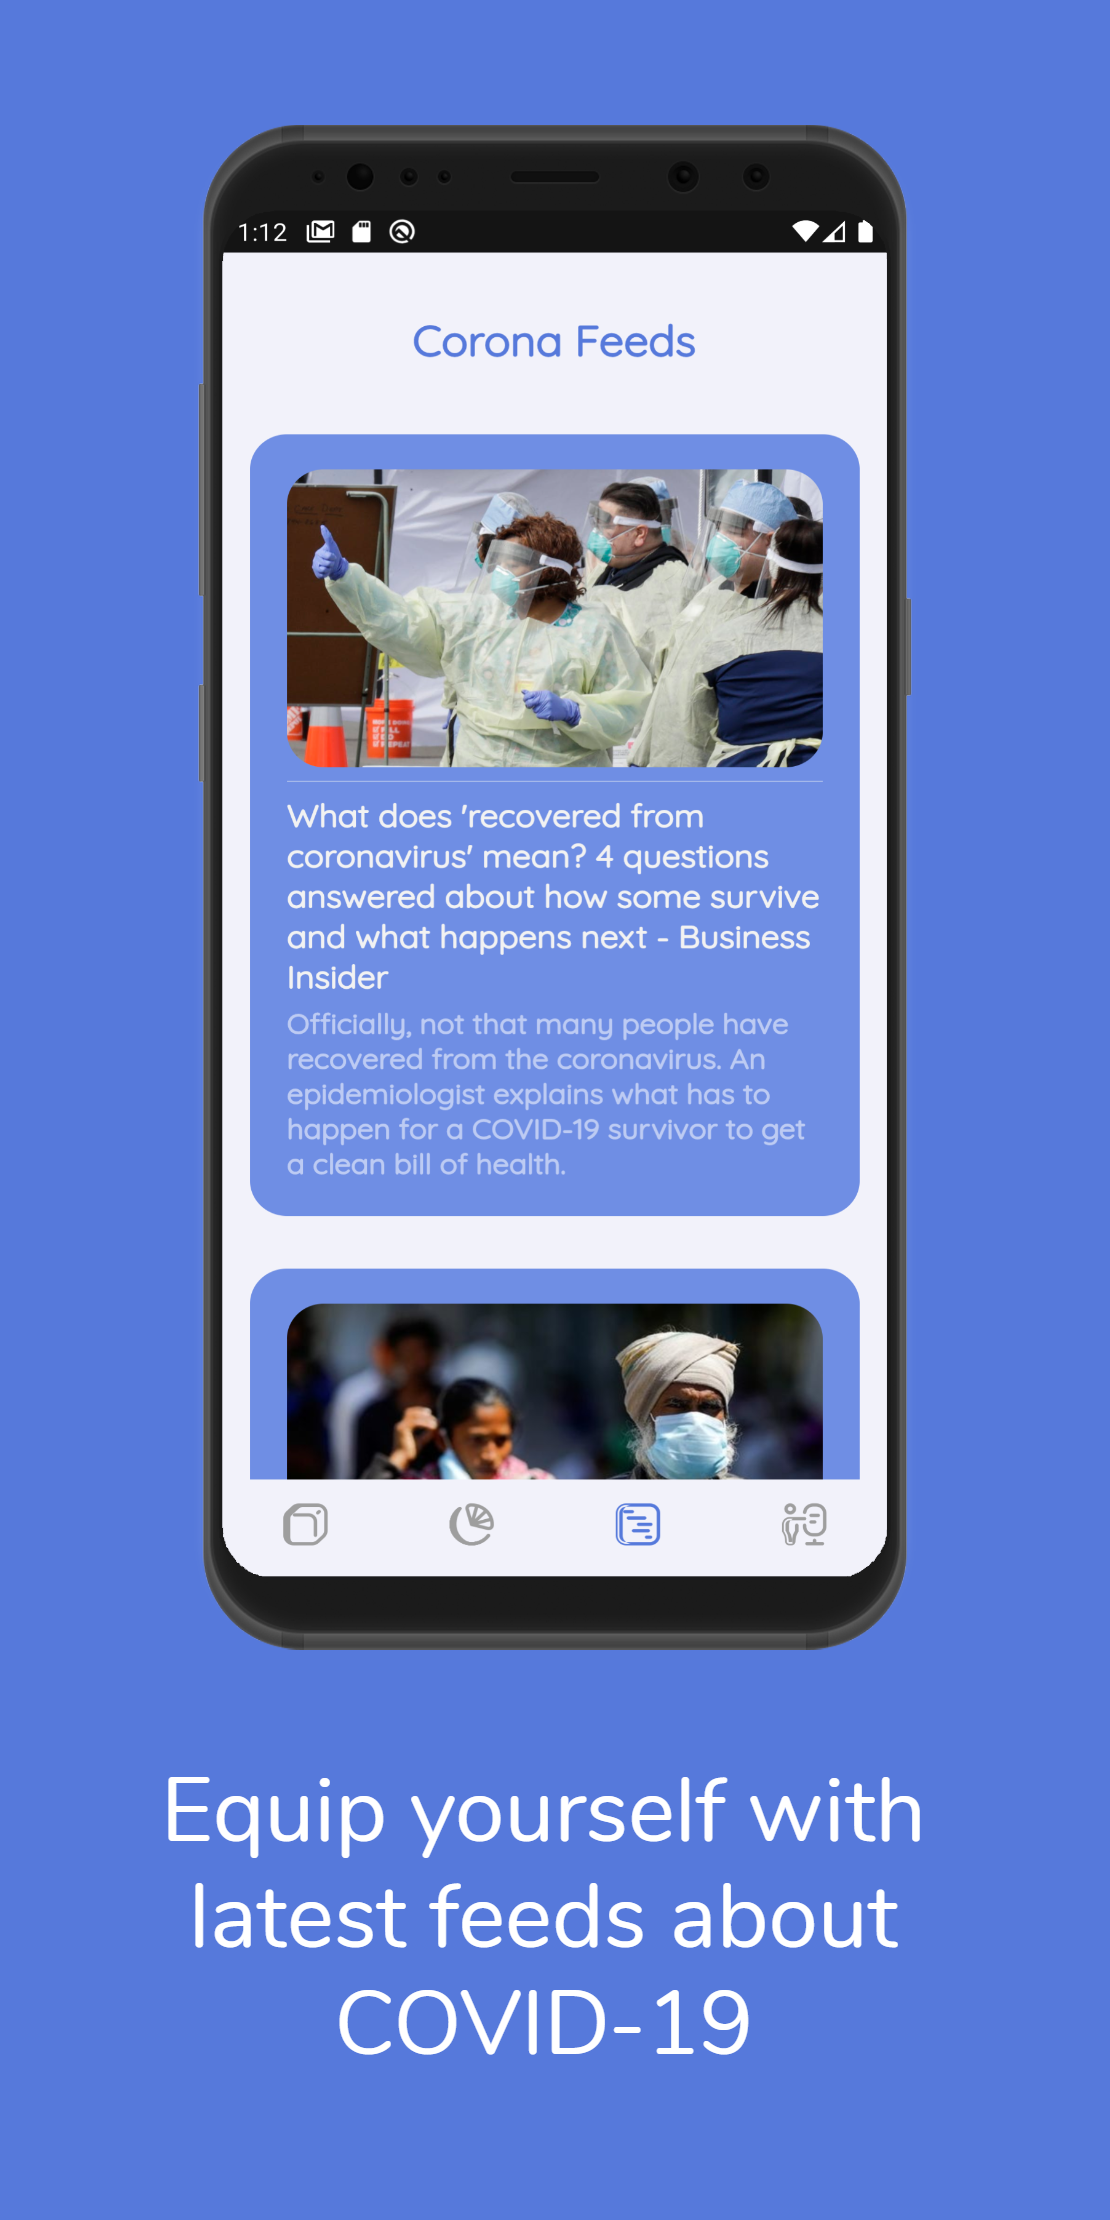 1:12
Corona Feeds
What does 'recovered from
coronavirus' mean? 4 questions
answered about how some survive
and what happens next - Business
Insider
Officially, not that many people have
recovered from the coronavirus. An
epidemiologist explains what has to
happen for a COVID-19 survivor to get
a clean bill of health.
Equip yourself with
latest feeds about
COVID-19